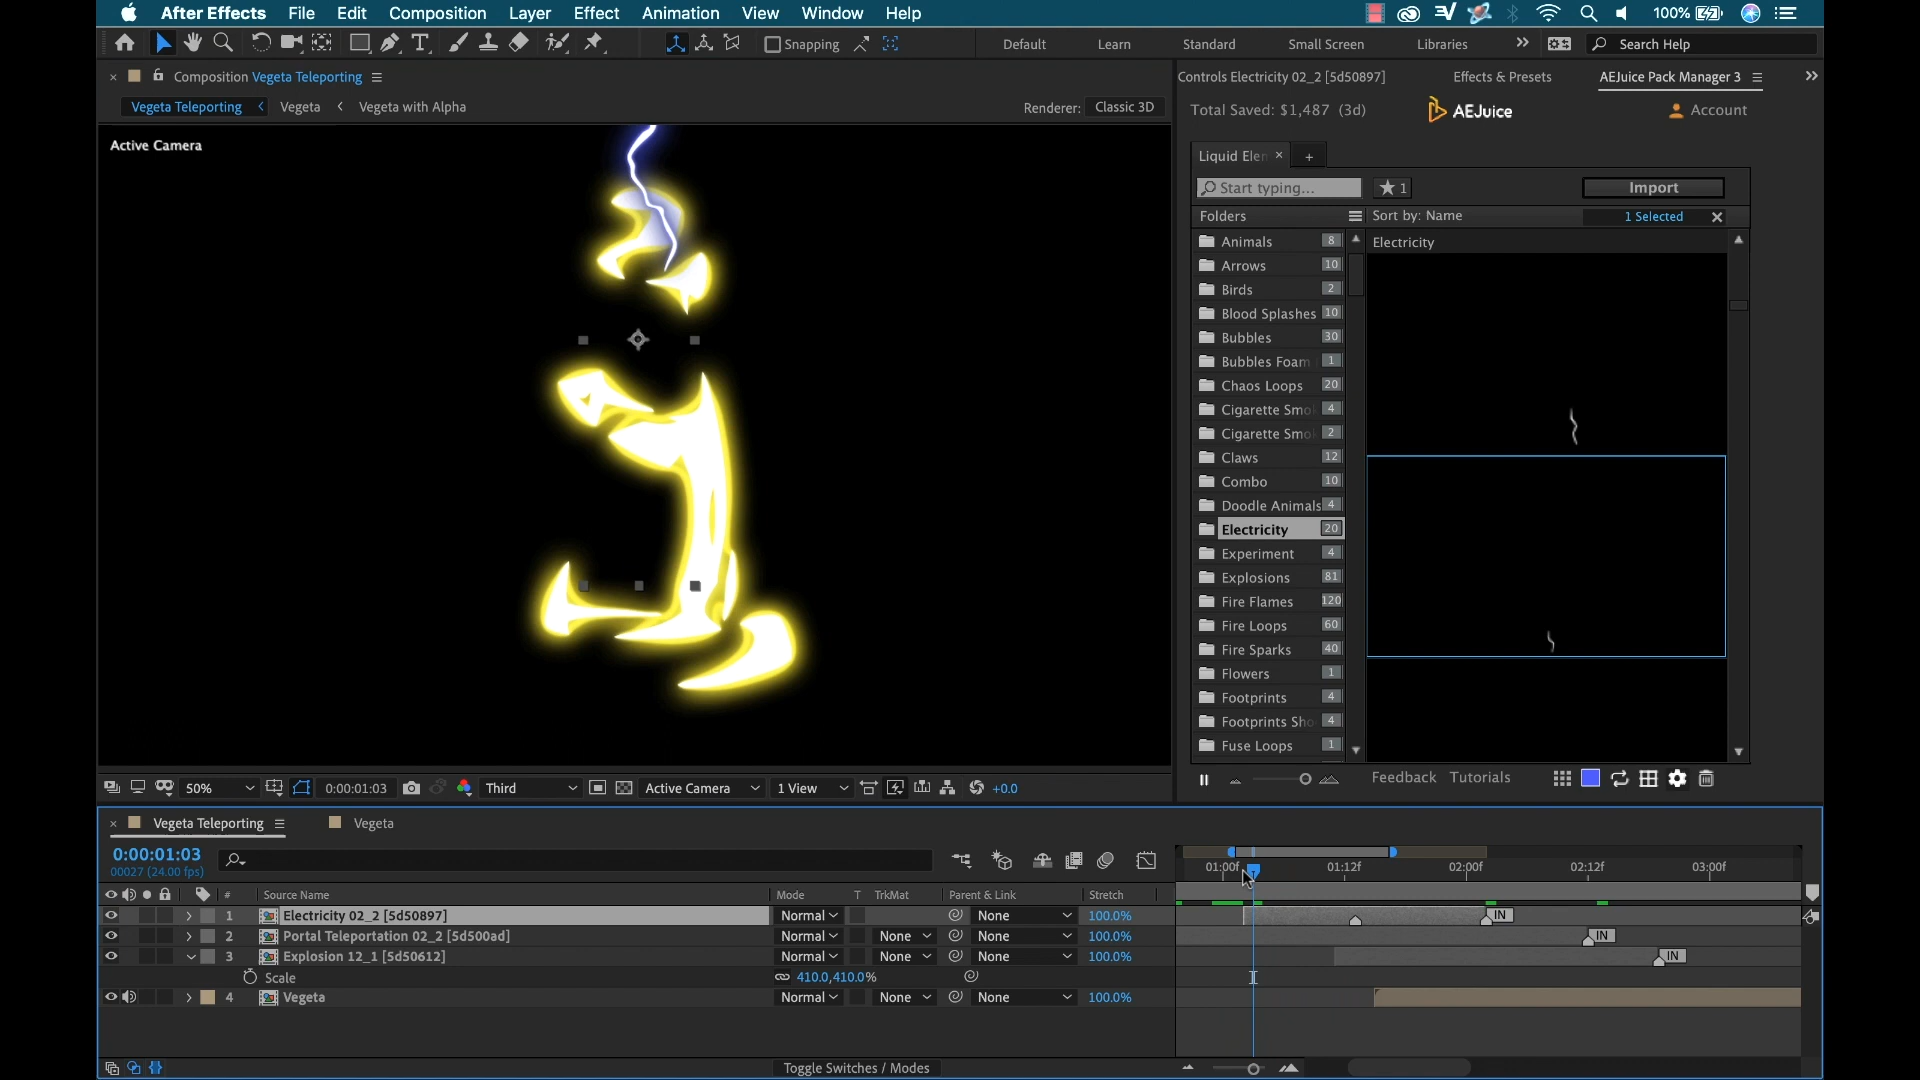 After Effects File Edit Composition Layer Effect Animation View Window Help 100%
Snapping Default Learn Standard Small Screen Libraries Search Help
Composition Vegeta Teleporting
Vegeta Teleporting Vegeta Vegeta with Alpha
Renderer: Classic 3D
Active Camera
Controls Electricity 02_2 [5d50897] Effects & Presets AEJuice Pack Manager 3
Total Saved: $1,487 (3d) AEJuice Account
Liquid Elen +
Start typing... 1 Import
Folders Sort by: Name 1 Selected
Electricity
Animals 8
Arrows 10
Birds 2
Blood Splashes 10
Bubbles 30
Bubbles Foam 1
Chaos Loops 20
Cigarette Smo 4
Cigarette Smo 2
Claws 12
Combo 10
Doodle Animals 4
Electricity 20
Experiment 4
Explosions 81
Fire Flames 120
Fire Loops 60
Fire Sparks 40
Flowers 1
Footprints 4
Footprints Sho 4
Fuse Loops 1
Feedback Tutorials
50% 0:00:01:03 Third Active Camera 1 View +0.0
Vegeta Teleporting Vegeta
0:00:01:03
00027 (24.00 fps)
01:00f 01:12f 02:00f 02:12f 03:00f
# Source Name Mode T TrkMat Parent & Link Stretch
1 Electricity 02_2 [5d50897] Normal None 100.0% IN
2 Portal Teleportation 02_2 [5d500ad] Normal None None 100.0% IN
3 Explosion 12_1 [5d50612] Normal None None 100.0% IN
Scale 410.0,410.0%
4 Vegeta Normal None None 100.0%
Toggle Switches / Modes